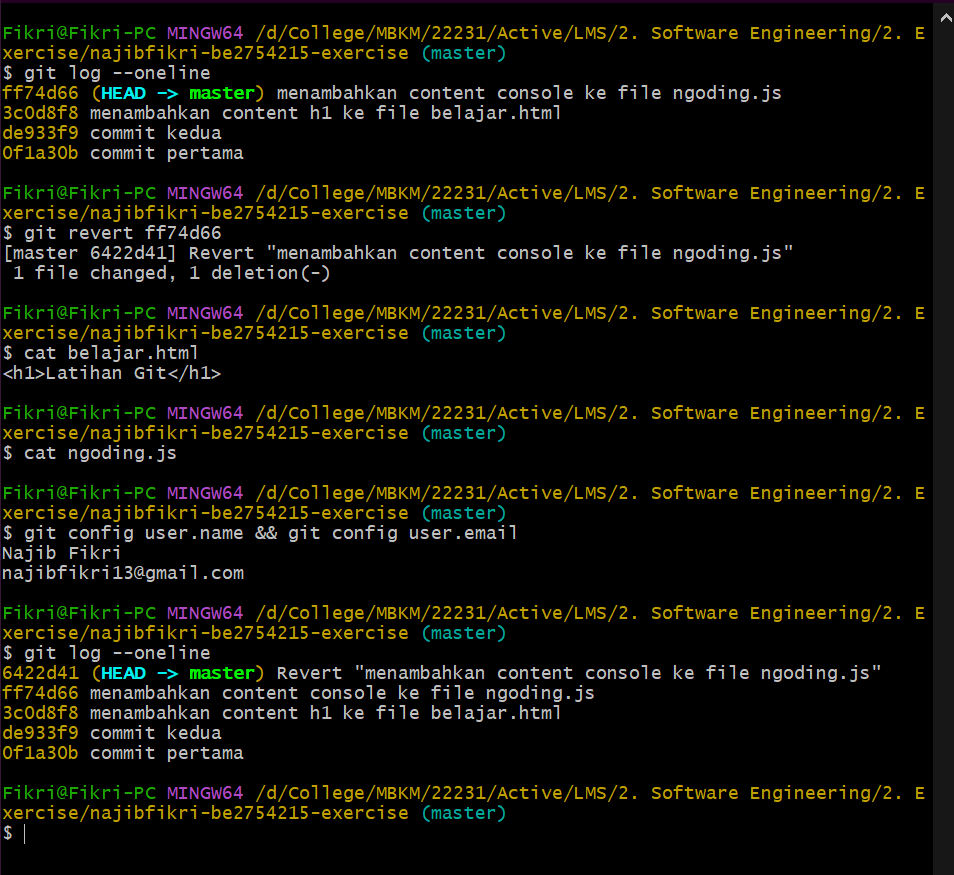 Fikri@Fikri-PC MINGW64 /d/College/MBKM/22231/Active/LMS/2. Software Engineering/2. E
xercise/najibfikri-be2754215-exercise (master)
$ git log --oneline
ff74d66 (HEAD -> master) menambahkan content console ke file ngoding.js
3c0d8f8 menambahkan content h1 ke file belajar.html
de933f9 commit kedua
0f1a30b commit pertama
Fikri@Fikri-PC MINGW64 /d/College/MBKM/22231/Active/LMS/2. Software Engineering/2. E
xercise/najibfikri-be2754215-exercise (master)
$ git revert ff74d66
[master 6422d41] Revert "menambahkan content console ke file ngoding.js"
 1 file changed, 1 deletion(-)
Fikri@Fikri-PC MINGW64 /d/College/MBKM/22231/Active/LMS/2. Software Engineering/2. E
xercise/najibfikri-be2754215-exercise (master)
$ cat belajar.html
<h1>Latihan Git</h1>
Fikri@Fikri-PC MINGW64 /d/College/MBKM/22231/Active/LMS/2. Software Engineering/2. E
xercise/najibfikri-be2754215-exercise (master)
$ cat ngoding.js
Fikri@Fikri-PC MINGW64 /d/College/MBKM/22231/Active/LMS/2. Software Engineering/2. E
xercise/najibfikri-be2754215-exercise (master)
$ git config user.name && git config user.email
Najib Fikri
najibfikri13@gmail.com
Fikri@Fikri-PC MINGW64 /d/College/MBKM/22231/Active/LMS/2. Software Engineering/2. E
xercise/najibfikri-be2754215-exercise (master)
$ git log --oneline
6422d41 (HEAD -> master) Revert "menambahkan content console ke file ngoding.js"
ff74d66 menambahkan content console ke file ngoding.js
3c0d8f8 menambahkan content h1 ke file belajar.html
de933f9 commit kedua
0f1a30b commit pertama
Fikri@Fikri-PC MINGW64 /d/College/MBKM/22231/Active/LMS/2. Software Engineering/2. E
xercise/najibfikri-be2754215-exercise (master)
$